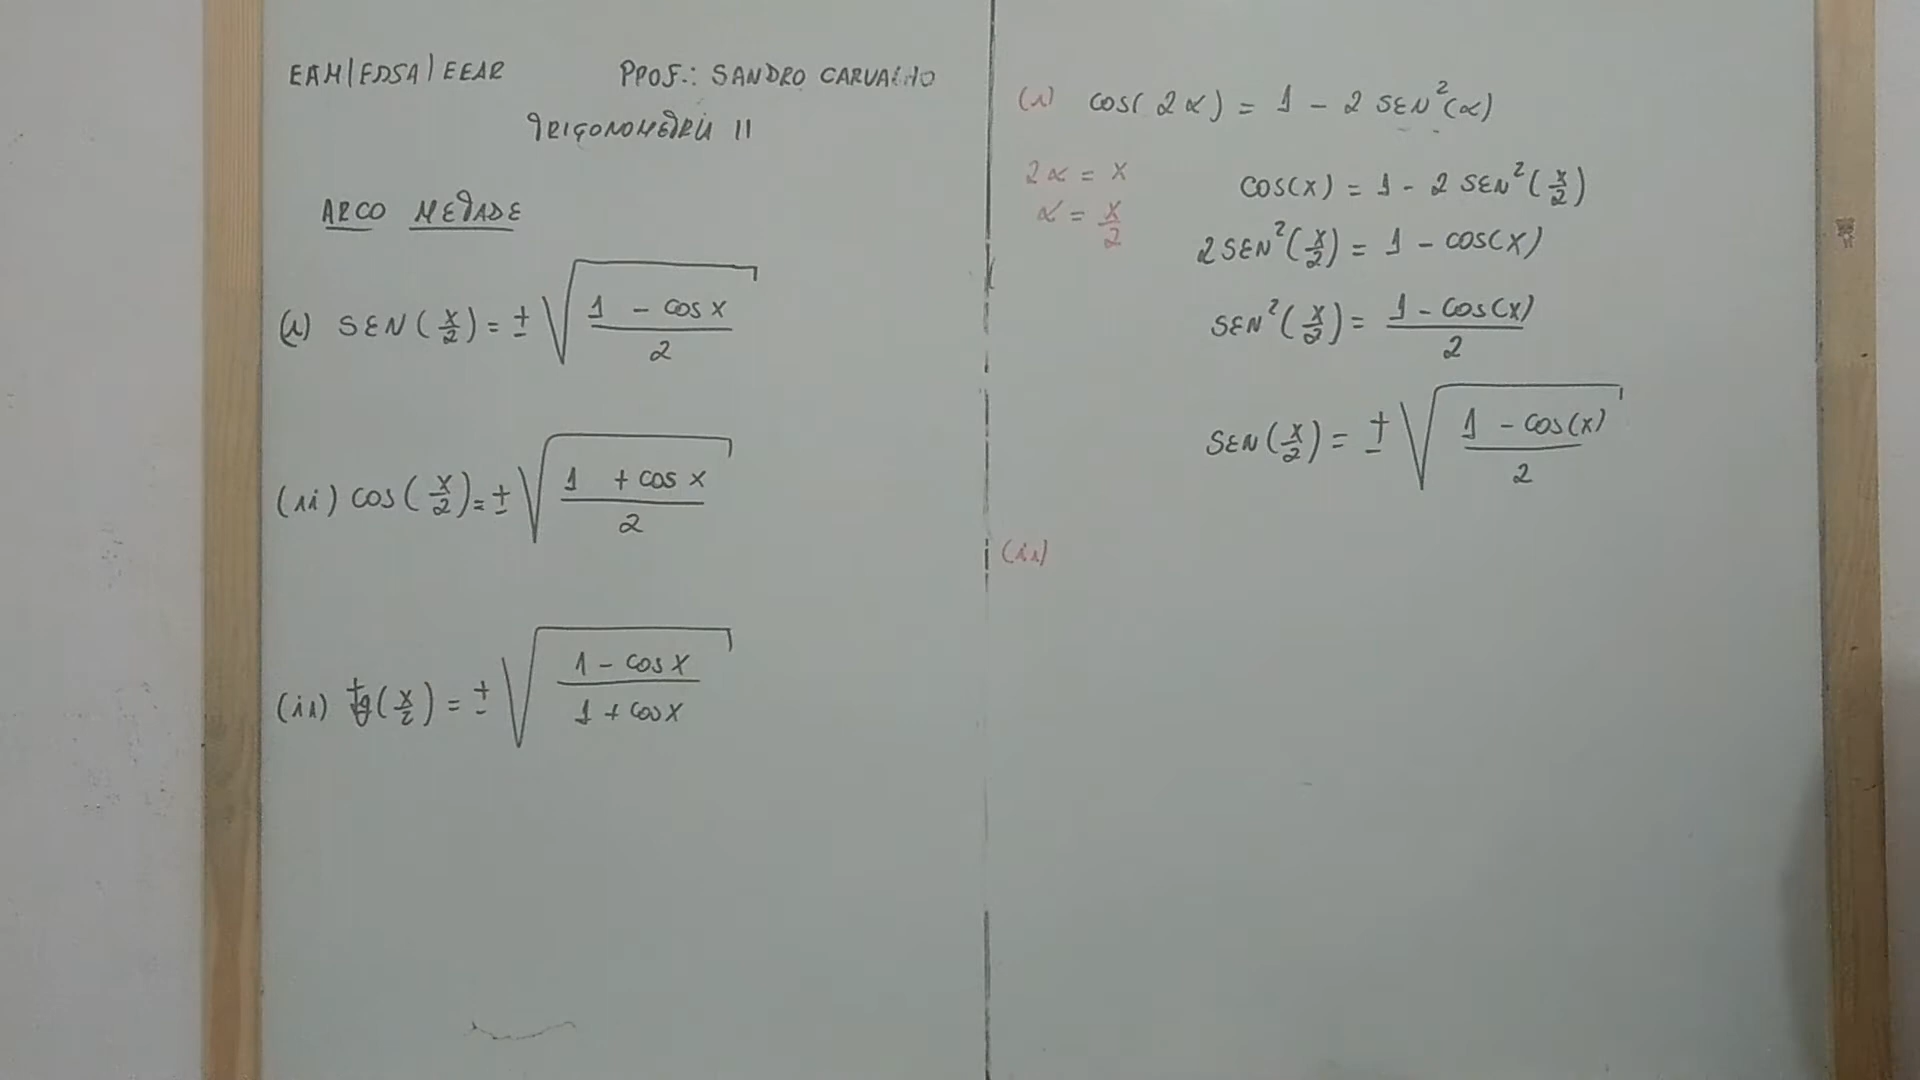 EAM/EDSA/EEAR PROF.: SANDRO CARVALHO
TRIGONOMETRIA II
ARCO METADE
(i) SEN(x/2) = ± √((1 - cos x)/2)
(ii) cos(x/2) = ± √((1 + cos x)/2)
(iii) tg(x/2) = ± √((1 - cos x)/(1 + cos x))
(i) cos(2α) = 1 - 2 SEN²(α)
2α = x
α = x/2
cos(x) = 1 - 2 SEN²(x/2)
2 SEN²(x/2) = 1 - cos(x)
SEN²(x/2) = (1 - cos(x))/2
SEN(x/2) = ± √((1 - cos(x))/2)
(ii)